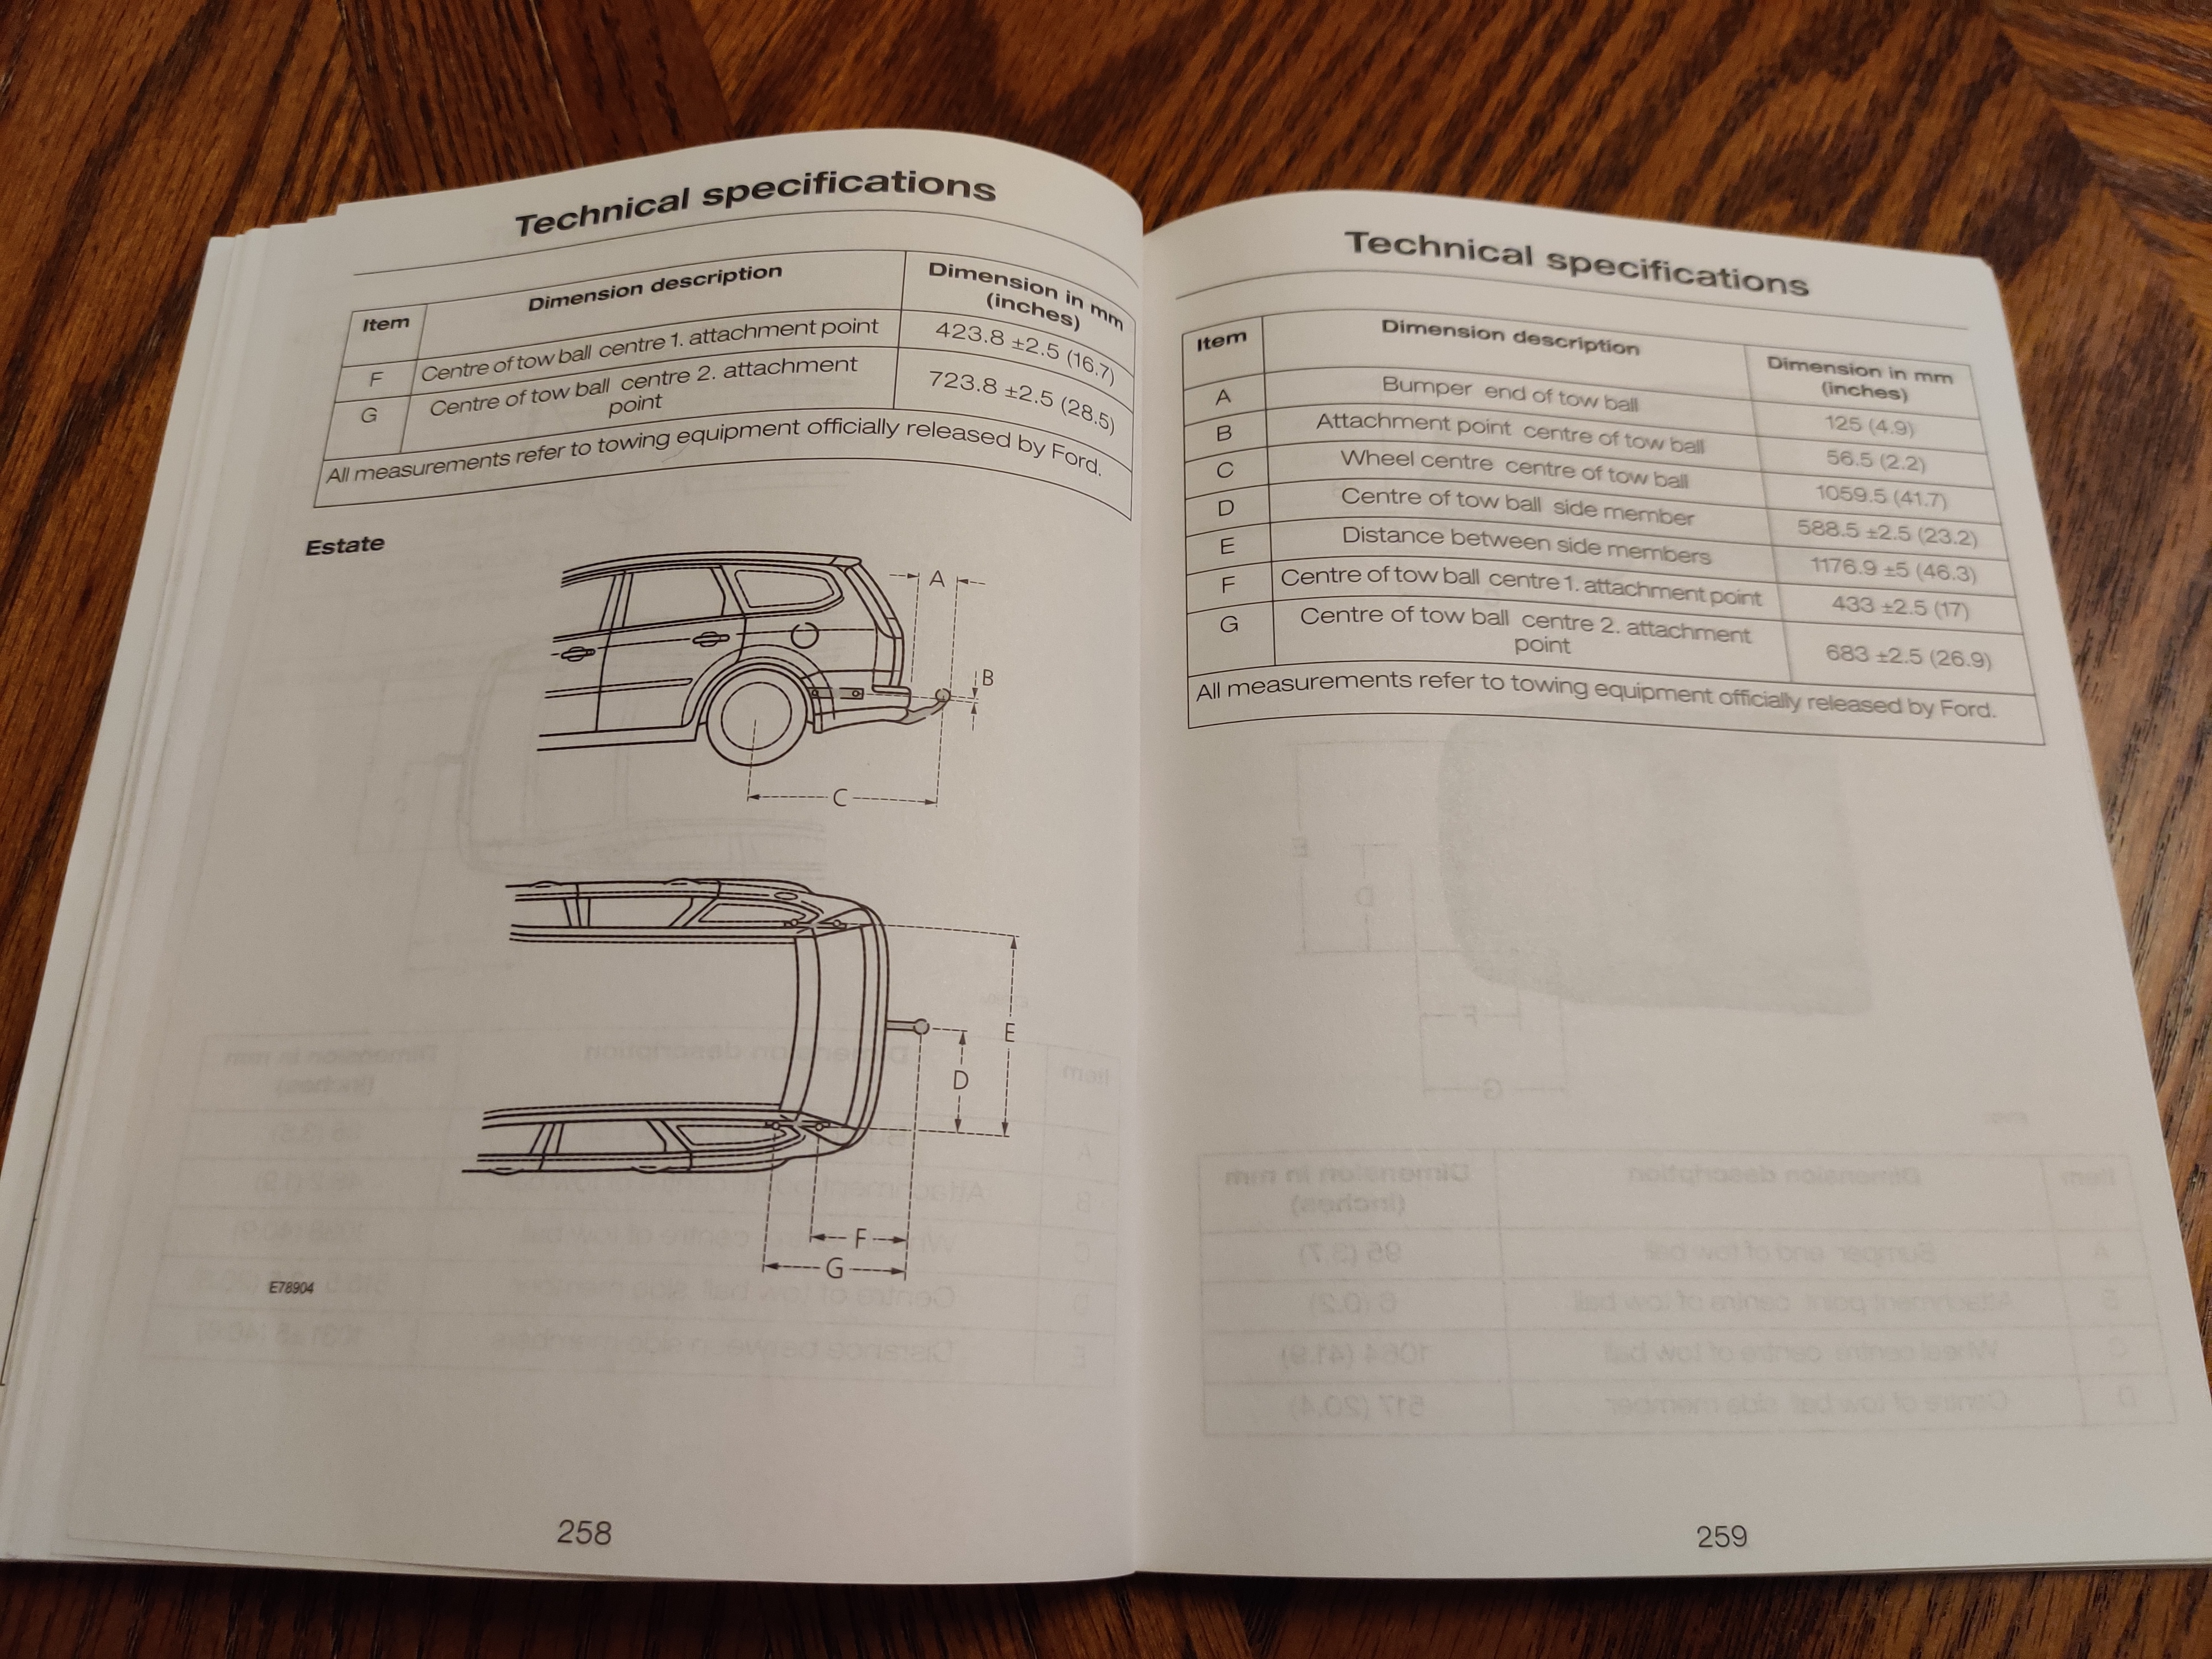 Technical specifications
Item Dimension description Dimension in mm
(inches)
F Centre of tow ball centre 1. attachment point 423.8 ±2.5 (16.7)
G Centre of tow ball centre 2. attachment 723.8 ±2.5 (28.5)
point
All measurements refer to towing equipment officially released by Ford.
Estate
A
B
C
D
E
F
G
E78904
258
Technical specifications
Item Dimension description Dimension in mm
(inches)
A Bumper end of tow ball 125 (4.9)
B Attachment point centre of tow ball 56.5 (2.2)
C Wheel centre centre of tow ball 1059.5 (41.7)
D Centre of tow ball side member 588.5 ±2.5 (23.2)
E Distance between side members 1176.9 ±5 (46.3)
F Centre of tow ball centre 1. attachment point 433 ±2.5 (17)
G Centre of tow ball centre 2. attachment 683 ±2.5 (26.9)
point
All measurements refer to towing equipment officially released by Ford.
259